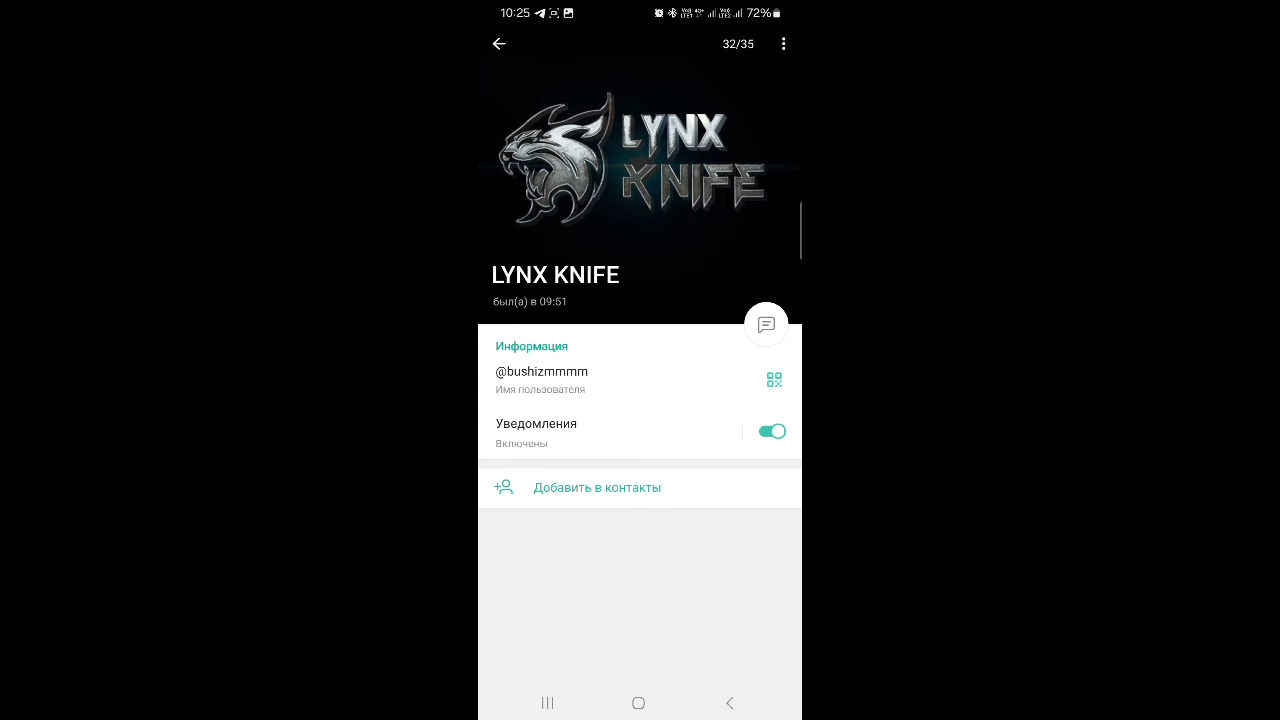 10:25
72%
32/35
LYNX
KNIFE
LYNX KNIFE
был(а) в 09:51
Информация
@bushizmmmm
Имя пользователя
Уведомления
Включены
Добавить в контакты